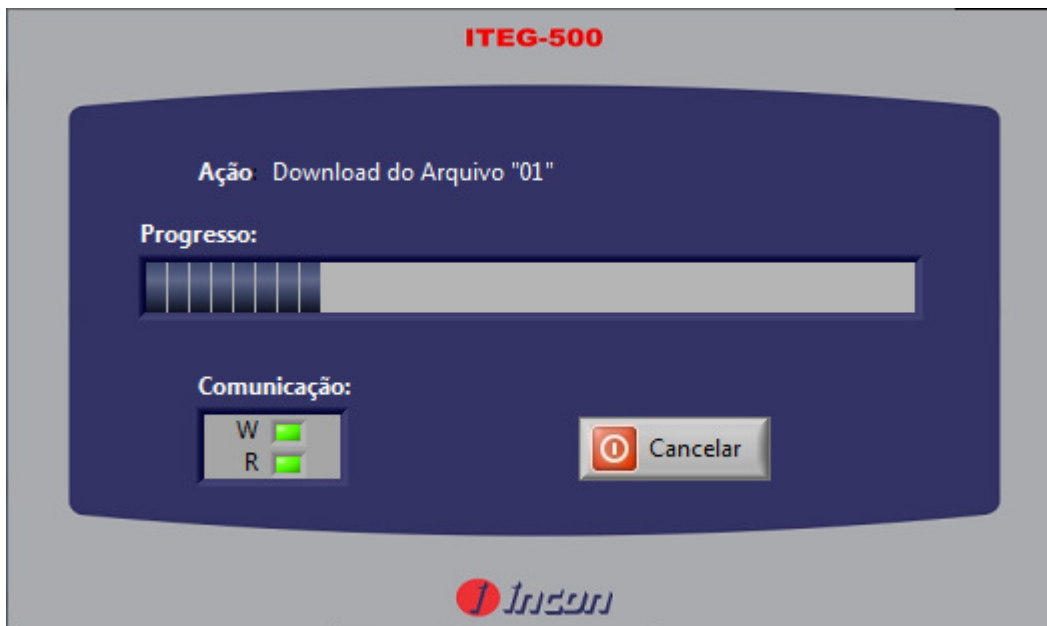 ITEG-500
Ação: Download do Arquivo "01"
Progresso:
Comunicação:
W
R
Cancelar
incon